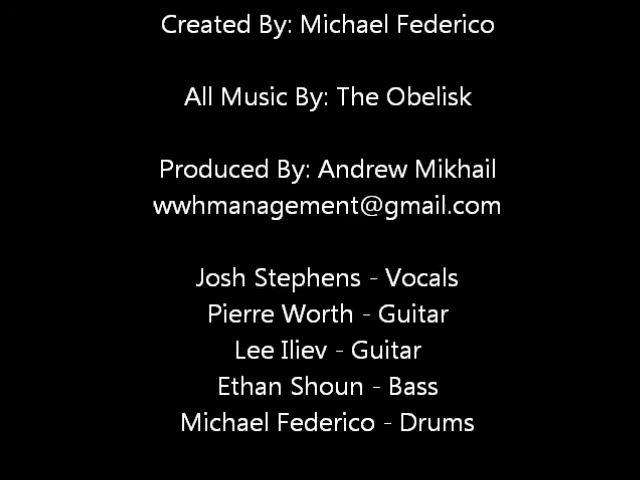 Created By: Michael Federico
All Music By: The Obelisk
Produced By: Andrew Mikhail
wwhmanagement@gmail.com
Josh Stephens - Vocals
Pierre Worth - Guitar
Lee Iliev - Guitar
Ethan Shoun - Bass
Michael Federico - Drums